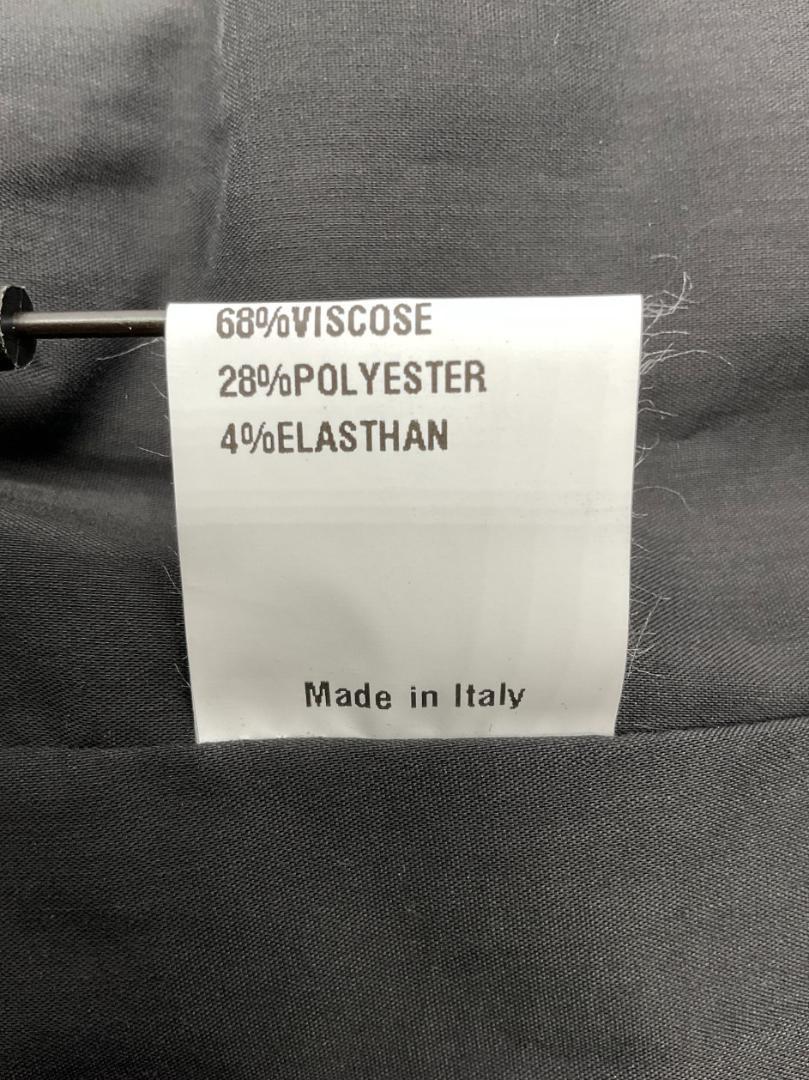 68%VISCOSE
28%POLYESTER
4%ELASTHAN
Made in Italy